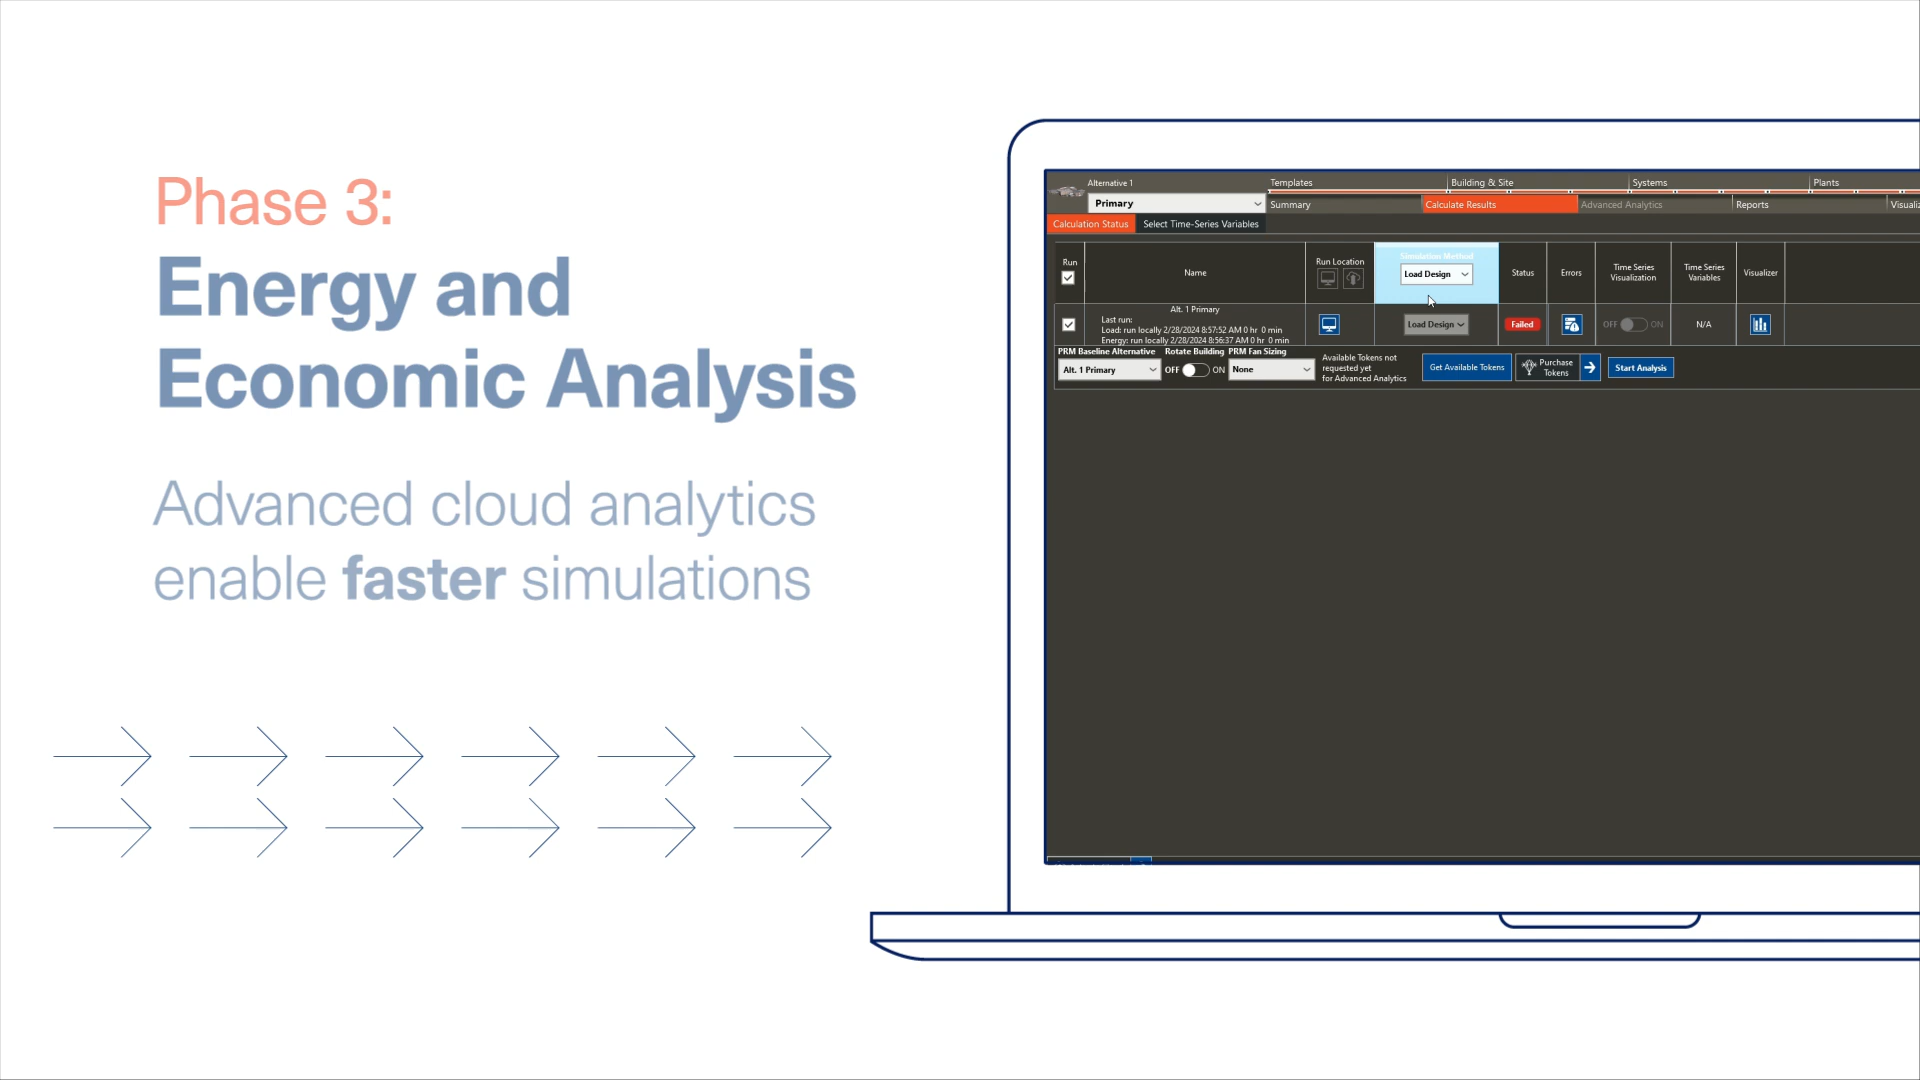 Phase 3:
Energy and
Economic Analysis
Advanced cloud analytics
enable faster simulations
Alternative 1
Primary
Templates
Building & Site
Systems
Plants
Summary
Calculate Results
Advanced Analytics
Reports
Calculation Status
Select Time-Series Variables
Run
Name
Run Location
Simulation Method
Load Design
Status
Errors
Time Series
Visualization
Time Series
Variables
Visualizer
Alt. 1 Primary
Last run:
Load: run locally 2/28/2024 8:57:52 AM 0 hr 0 min
Energy: run locally 2/28/2024 8:56:37 AM 0 hr 0 min
Load Design
Failed
OFF ON
N/A
PRM Baseline Alternative
Rotate Building
PRM Fan Sizing
Alt. 1 Primary
OFF ON
None
Available Tokens not
requested yet
for Advanced Analytics
Get Available Tokens
Purchase
Tokens
Start Analysis